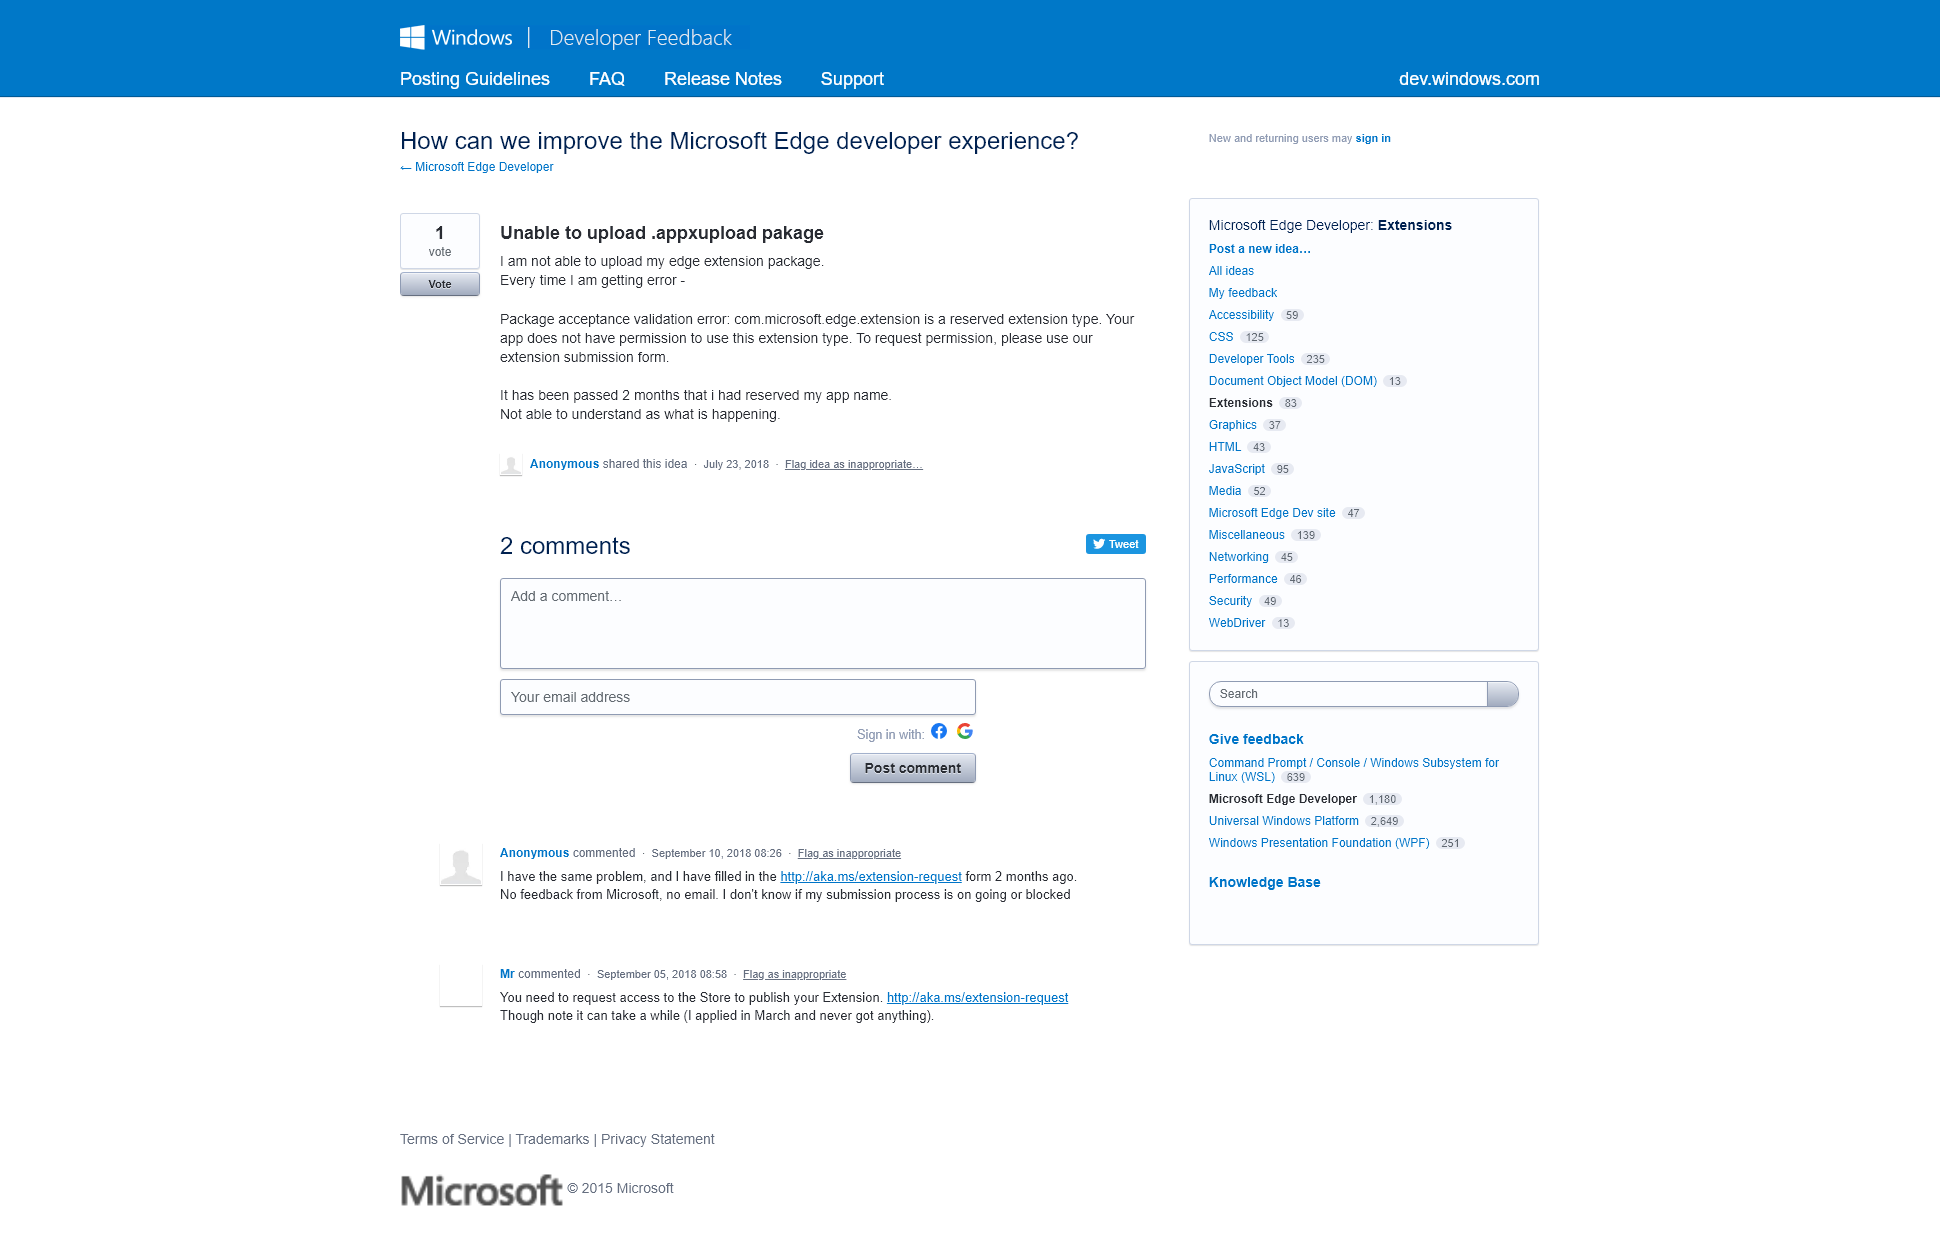 Windows | Developer Feedback
Posting Guidelines FAQ Release Notes Support dev.windows.com
How can we improve the Microsoft Edge developer experience?
← Microsoft Edge Developer
New and returning users may sign in
1
vote
Vote
Unable to upload .appxupload pakage
I am not able to upload my edge extension package.
Every time I am getting error -
Package acceptance validation error: com.microsoft.edge.extension is a reserved extension type. Your
app does not have permission to use this extension type. To request permission, please use our
extension submission form.
It has been passed 2 months that i had reserved my app name.
Not able to understand as what is happening.
Anonymous shared this idea · July 23, 2018 · Flag idea as inappropriate…
2 comments
Tweet
Add a comment…
Your email address
Sign in with:
Post comment
Anonymous commented · September 10, 2018 08:26 · Flag as inappropriate
I have the same problem, and I have filled in the http://aka.ms/extension-request form 2 months ago.
No feedback from Microsoft, no email. I don't know if my submission process is on going or blocked
Mr commented · September 05, 2018 08:58 · Flag as inappropriate
You need to request access to the Store to publish your Extension. http://aka.ms/extension-request
Though note it can take a while (I applied in March and never got anything).
Microsoft Edge Developer: Extensions
Post a new idea…
All ideas
My feedback
Accessibility 59
CSS 125
Developer Tools 235
Document Object Model (DOM) 13
Extensions 83
Graphics 37
HTML 43
JavaScript 95
Media 52
Microsoft Edge Dev site 47
Miscellaneous 139
Networking 45
Performance 46
Security 49
WebDriver 13
Search
Give feedback
Command Prompt / Console / Windows Subsystem for
Linux (WSL) 639
Microsoft Edge Developer 1,180
Universal Windows Platform 2,649
Windows Presentation Foundation (WPF) 251
Knowledge Base
Terms of Service | Trademarks | Privacy Statement
Microsoft © 2015 Microsoft